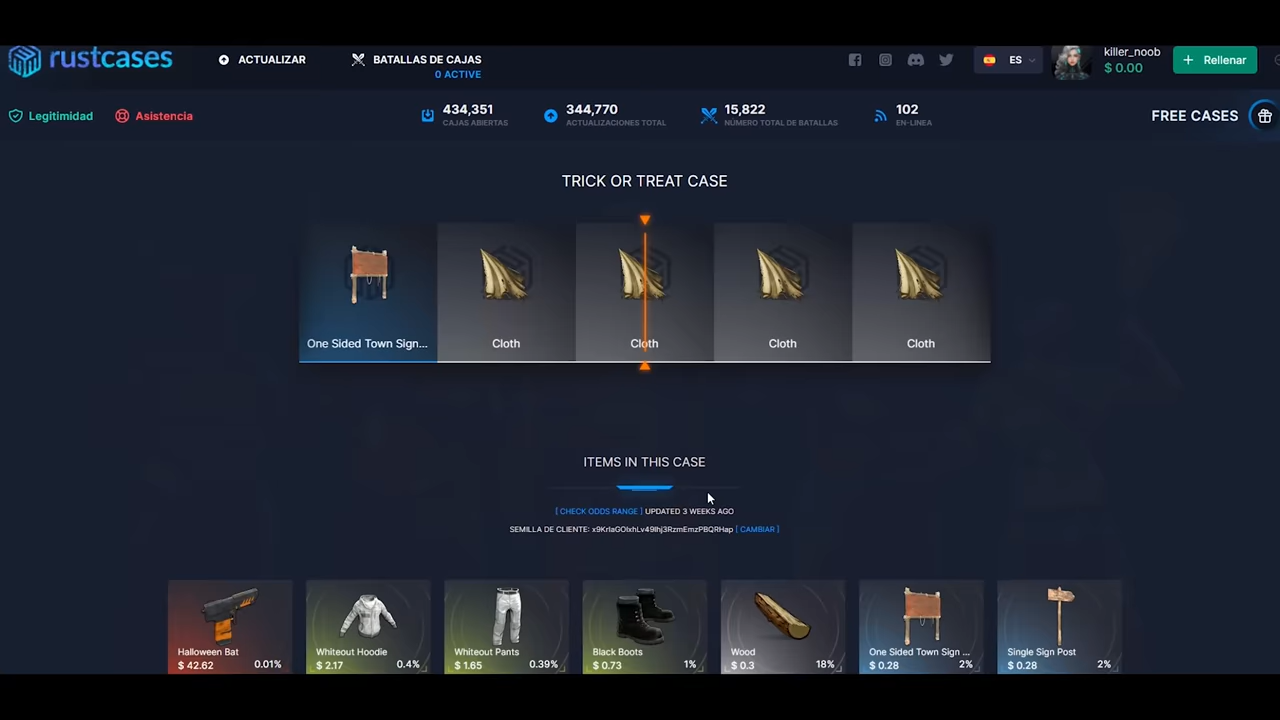 rustcases
ACTUALIZAR
BATALLAS DE CAJAS
0 ACTIVE
ES
killer_noob
$ 0.00
+ Rellenar
Legitimidad
Asistencia
434,351
CAJAS ABIERTAS
344,770
ACTUALIZACIONES TOTAL
15,822
NÚMERO TOTAL DE BATALLAS
102
EN-LINEA
FREE CASES
TRICK OR TREAT CASE
One Sided Town Sign...
Cloth
Cloth
Cloth
Cloth
ITEMS IN THIS CASE
[ CHECK ODDS RANGE ] UPDATED 3 WEEKS AGO
SEMILLA DE CLIENTE: [ CAMBIAR ]
Halloween Bat
$ 42.62 0.01%
Whiteout Hoodie
$ 2.17 0.4%
Whiteout Pants
$ 1.65 0.39%
Black Boots
$ 0.73 1%
Wood
$ 0.3 18%
One Sided Town Sign ...
$ 0.28 2%
Single Sign Post
$ 0.28 2%